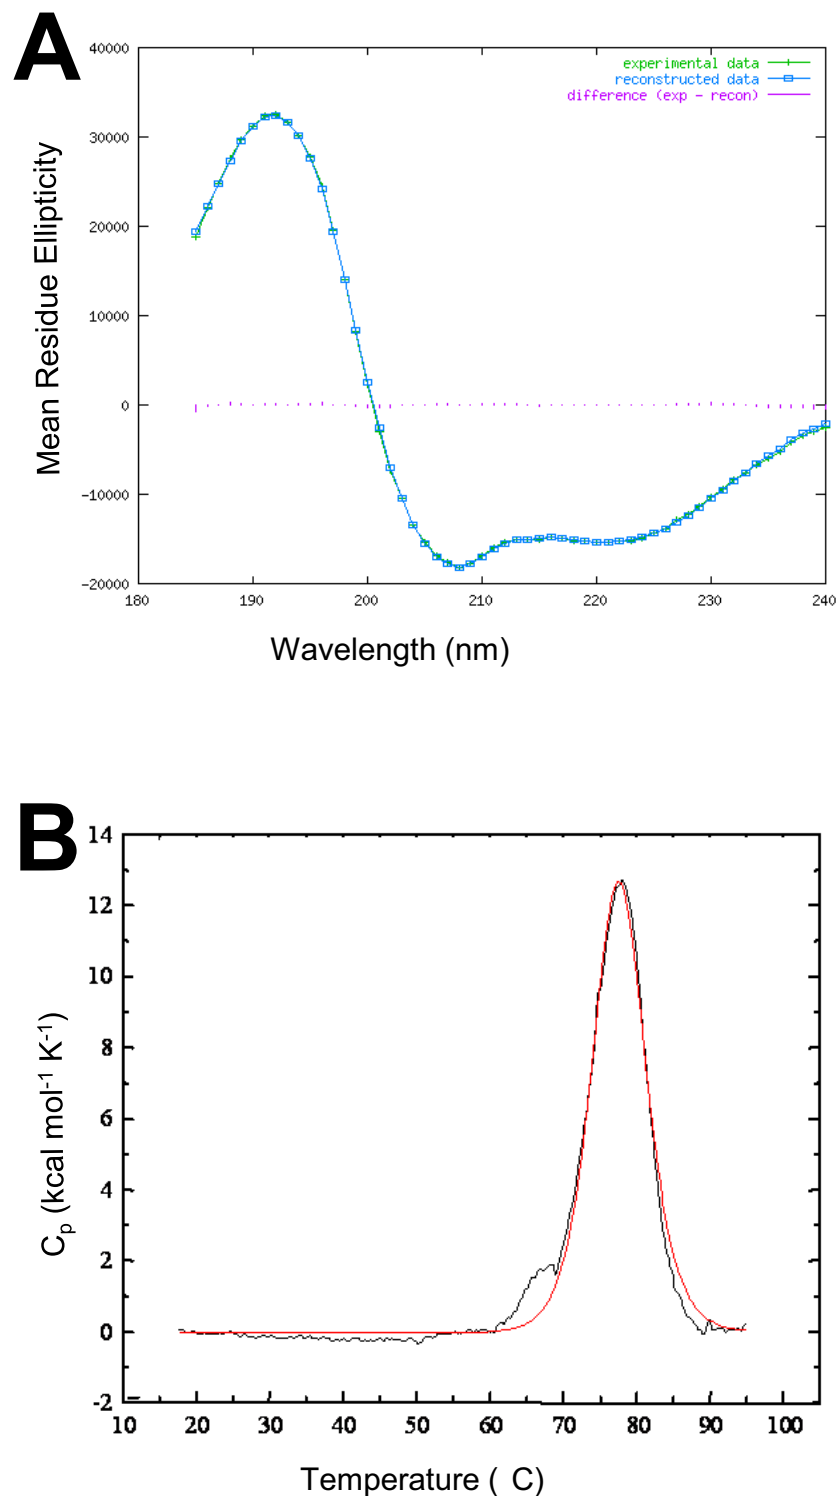 A
40000
30000
20000
10000
0
-10000
-20000
Mean Residue Ellipticity
experimental data
reconstructed data
difference (exp - recon)
180 190 200 210 220 230 240
Wavelength (nm)
B
14
12
10
8
6
4
2
0
-2
Cp (kcal mol-1 K-1)
10 20 30 40 50 60 70 80 90 100
Temperature ( C)